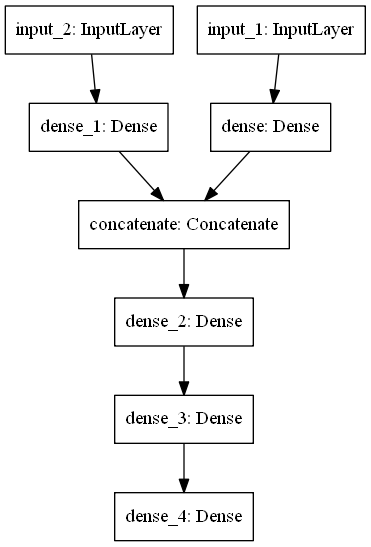 input_2: InputLayer
input_1: InputLayer
dense_1: Dense
dense: Dense
concatenate: Concatenate
dense_2: Dense
dense_3: Dense
dense_4: Dense